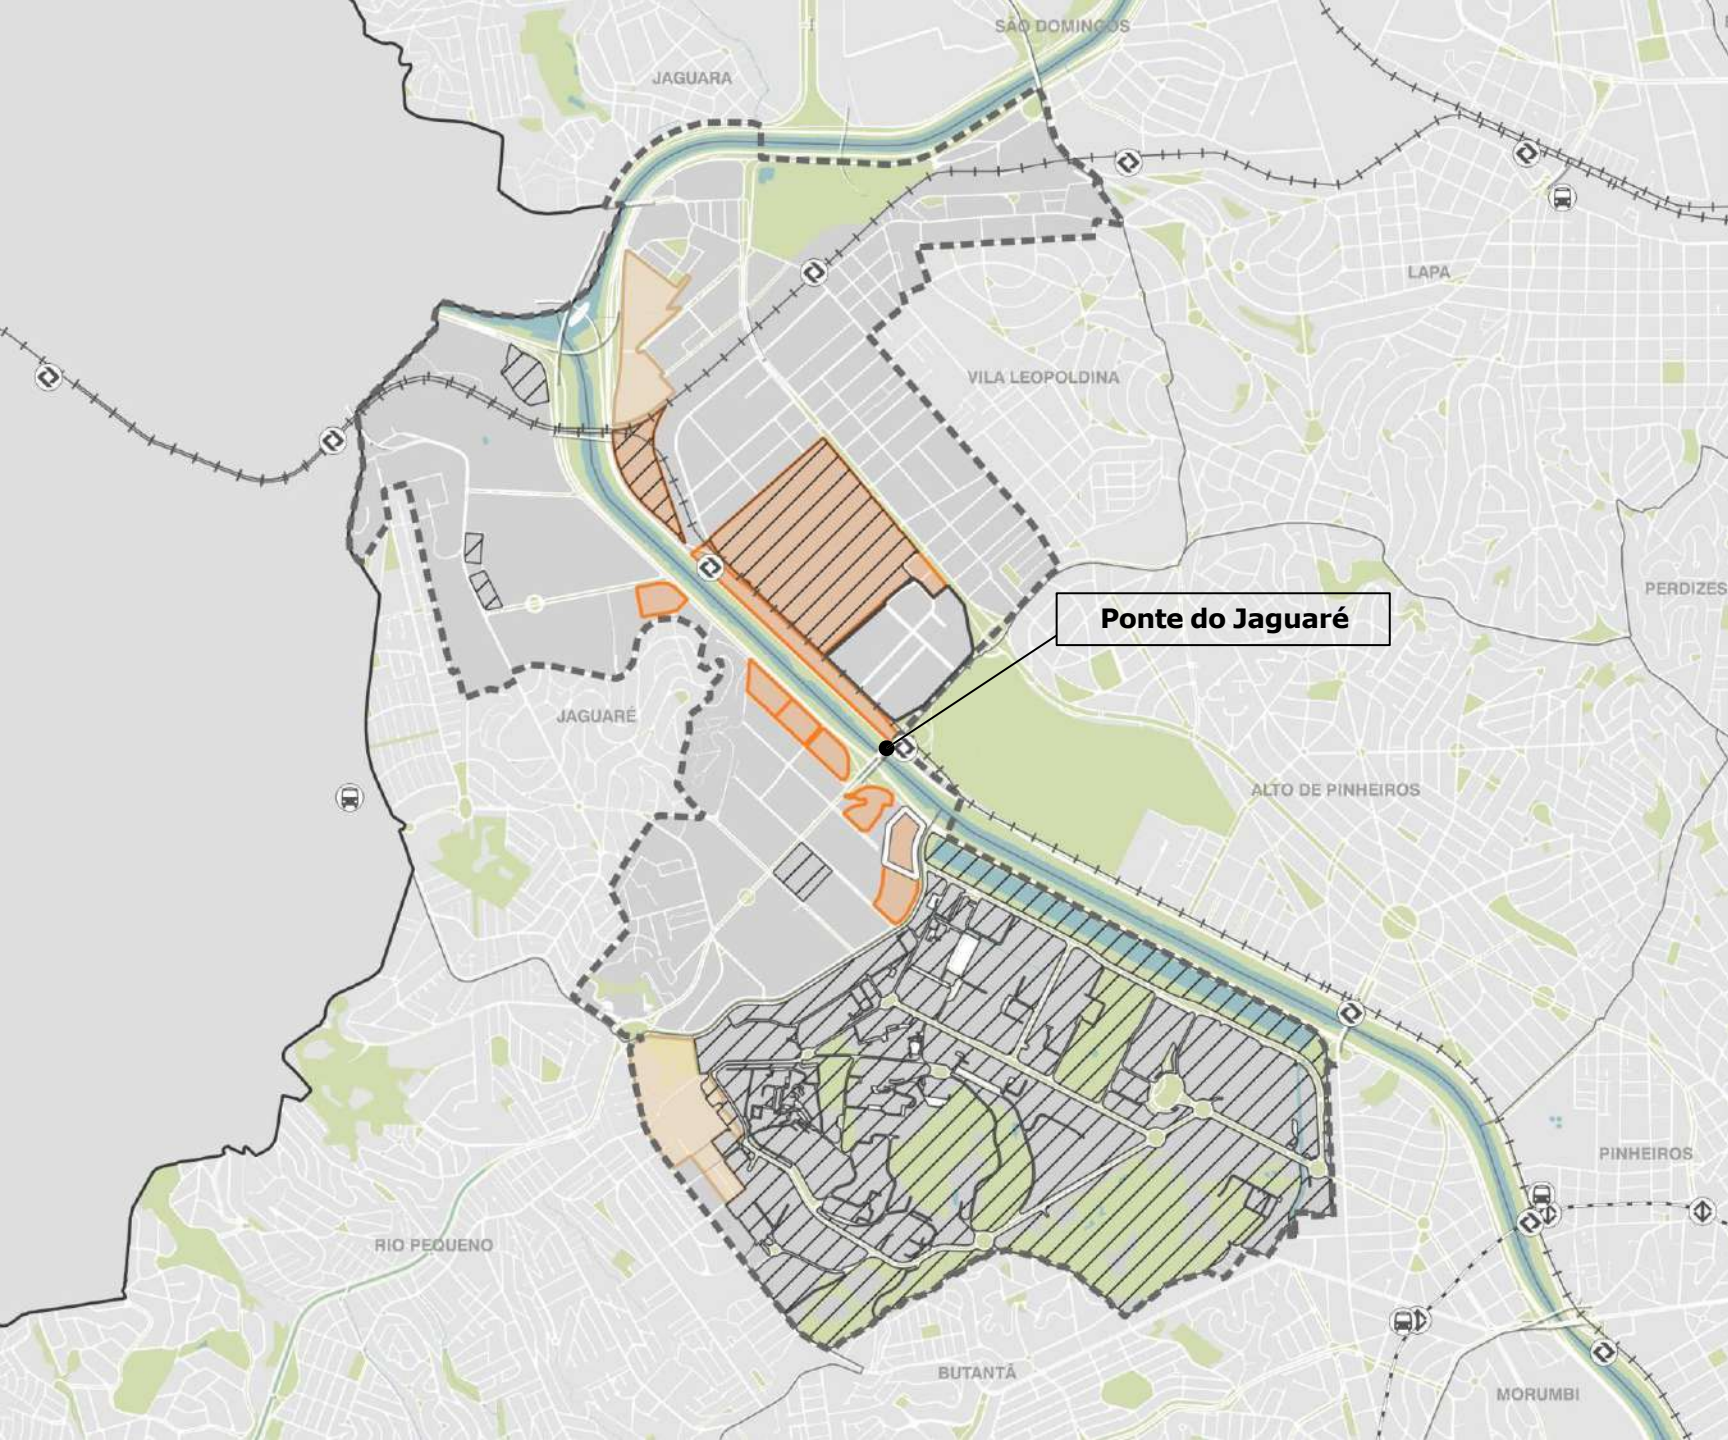 SÃO DOMINGOS
JAGUARA
LAPA
VILA LEOPOLDINA
PERDIZES
Ponte do Jaguaré
JAGUARÉ
ALTO DE PINHEIROS
PINHEIROS
RIO PEQUENO
BUTANTÃ
MORUMBI